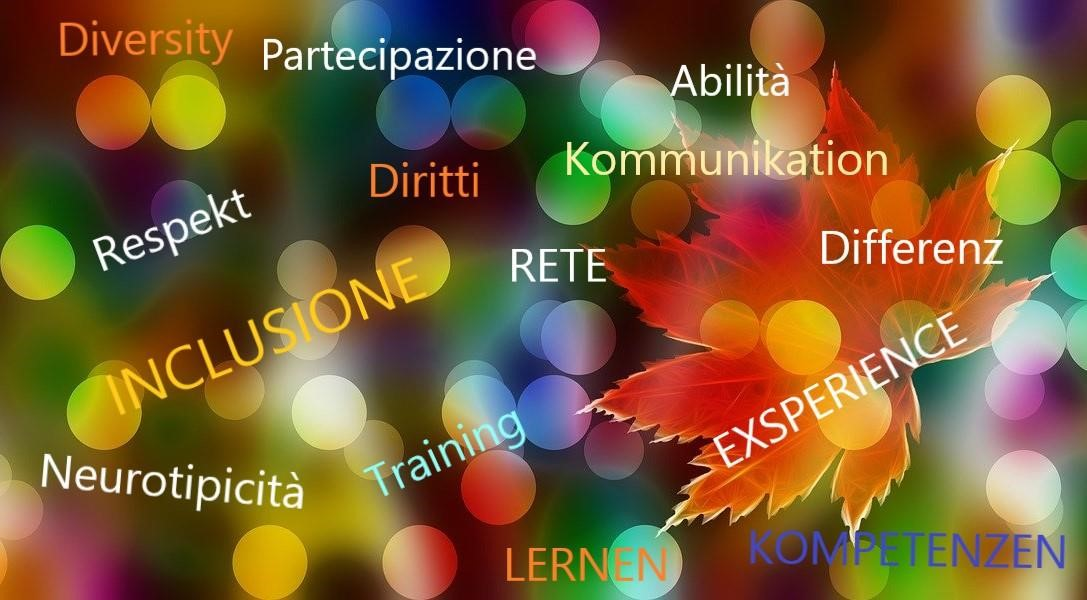 Diversity
Partecipazione
Abilità
Kommunikation
Diritti
Respekt
RETE
Differenz
INCLUSIONE
EXSPERIENCE
Training
Neurotipicità
LERNEN
KOMPETENZEN